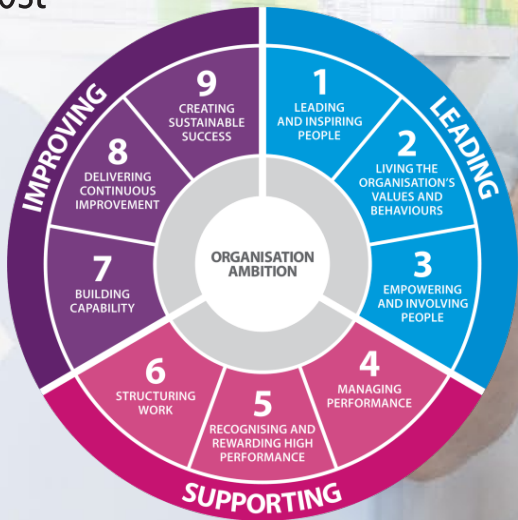 LEADING
1
LEADING
AND INSPIRING
PEOPLE
2
LIVING THE
ORGANISATION'S
VALUES AND
BEHAVIOURS
3
EMPOWERING
AND INVOLVING
PEOPLE
SUPPORTING
4
MANAGING
PERFORMANCE
5
RECOGNISING AND
REWARDING HIGH
PERFORMANCE
6
STRUCTURING
WORK
IMPROVING
7
BUILDING
CAPABILITY
8
DELIVERING
CONTINUOUS
IMPROVEMENT
9
CREATING
SUSTAINABLE
SUCCESS
ORGANISATION
AMBITION